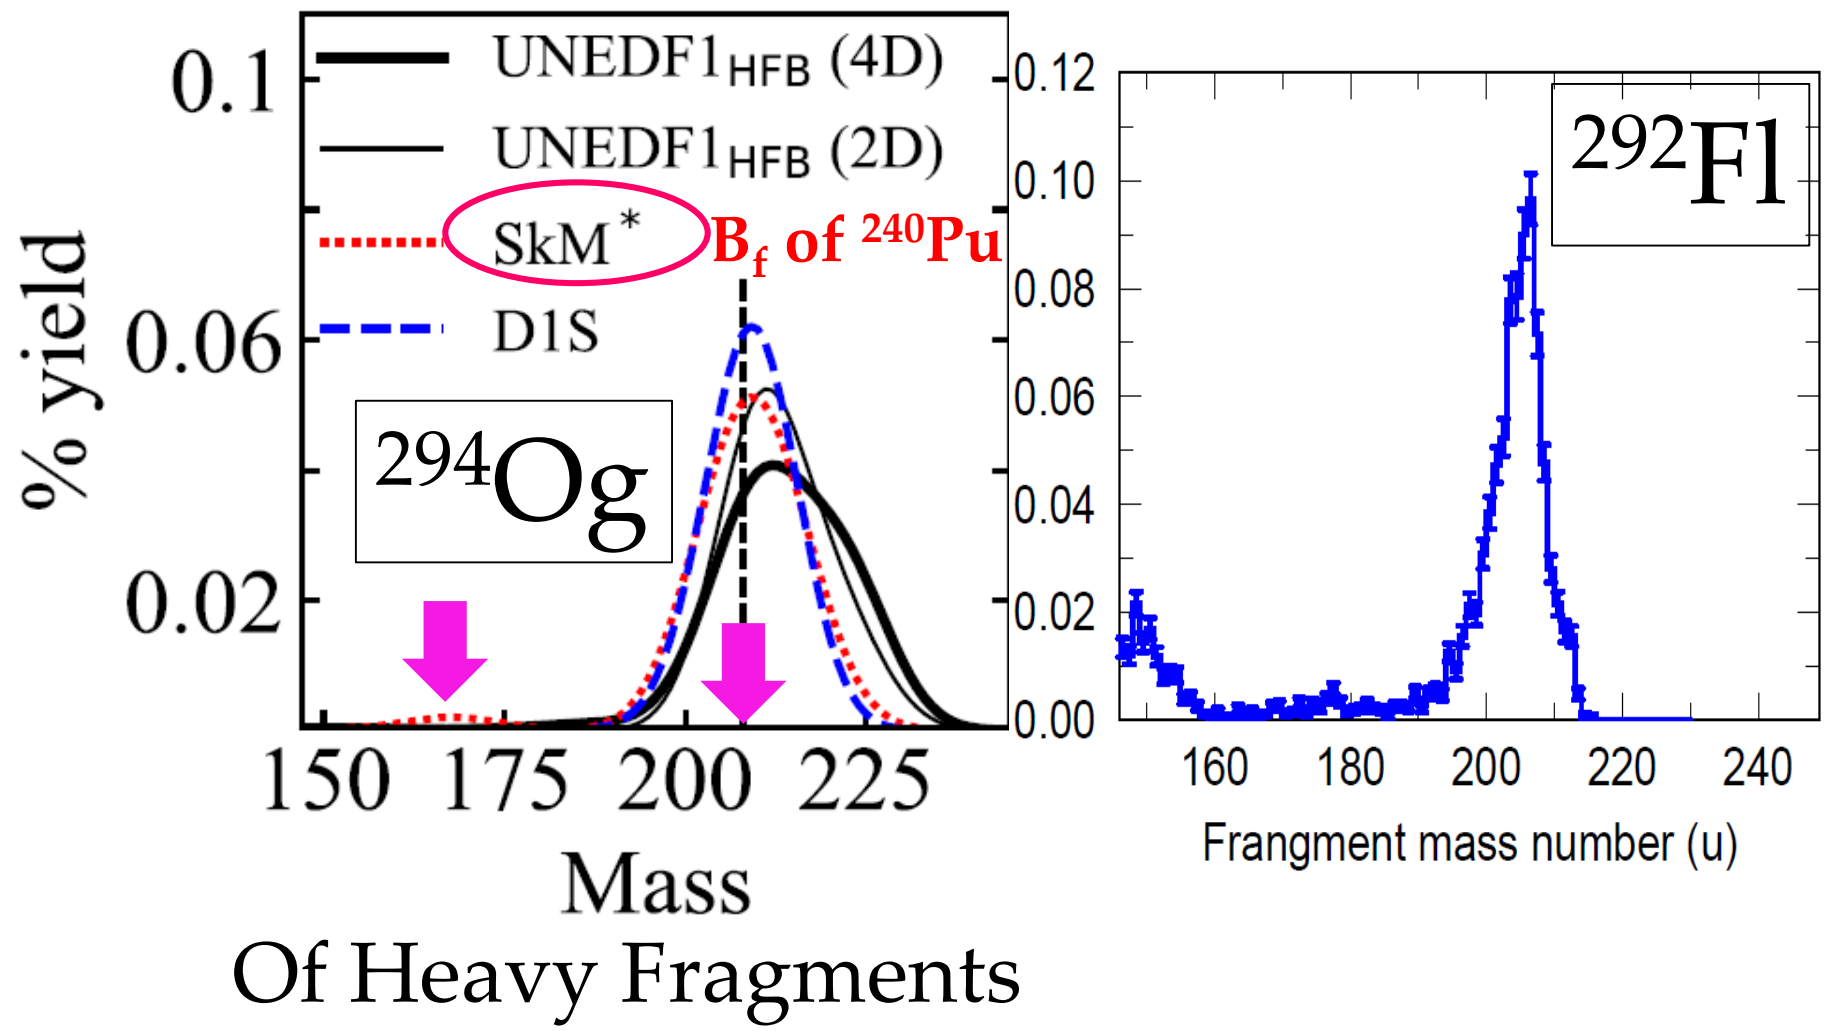 UNEDF1HFB (4D)
UNEDF1HFB (2D)
SkM*
Bf of 240Pu
D1S
294Og
% yield
0.1
0.06
0.02
150 175 200 225
Mass
Of Heavy Fragments
292Fl
0.12
0.10
0.08
0.06
0.04
0.02
0.00
160 180 200 220 240
Frangment mass number (u)